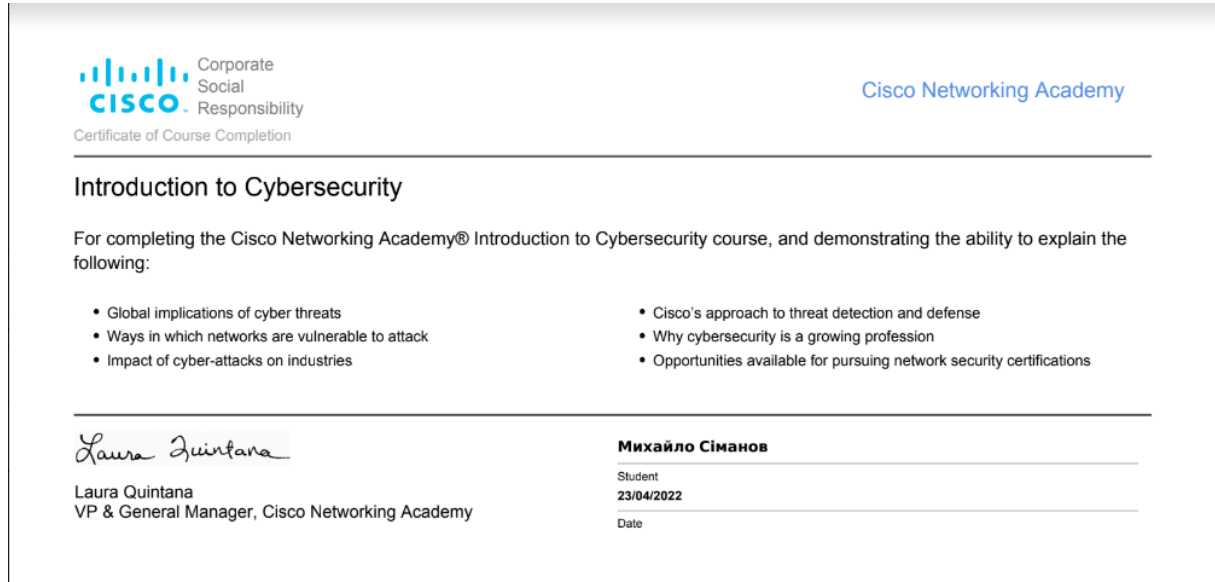 Corporate
Social
CISCO™ Responsibility
Cisco Networking Academy
Certificate of Course Completion
Introduction to Cybersecurity
For completing the Cisco Networking Academy® Introduction to Cybersecurity course, and demonstrating the ability to explain the
following:
• Global implications of cyber threats
• Ways in which networks are vulnerable to attack
• Impact of cyber-attacks on industries
• Cisco's approach to threat detection and defense
• Why cybersecurity is a growing profession
• Opportunities available for pursuing network security certifications
Laura Quintana
Laura Quintana
VP & General Manager, Cisco Networking Academy
Михайло Сіманов
Student
23/04/2022
Date